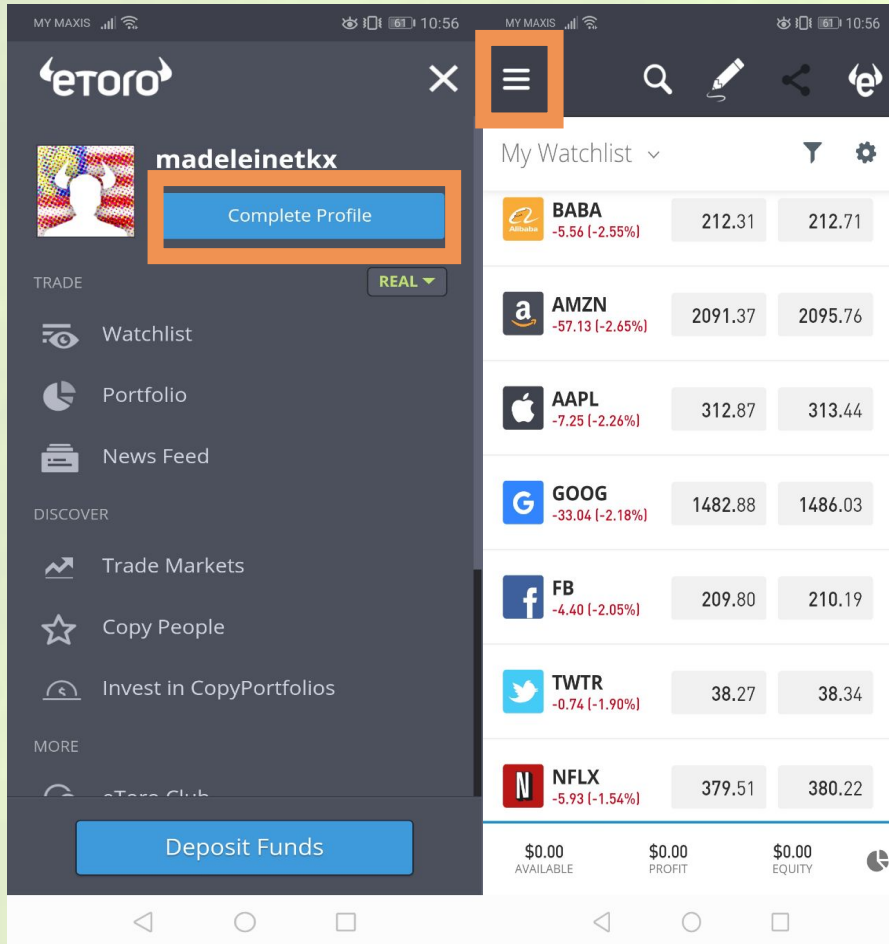 MY MAXIS 61 10:56
eToro
madeleinetkx
Complete Profile
TRADE REAL
Watchlist
Portfolio
News Feed
DISCOVER
Trade Markets
Copy People
Invest in CopyPortfolios
MORE
eToro Club
Deposit Funds
MY MAXIS 61 10:56
e
My Watchlist
Alibaba
BABA
-5.56 (-2.55%) 212.31 212.71
a
AMZN
-57.13 (-2.65%) 2091.37 2095.76
AAPL
-7.25 (-2.26%) 312.87 313.44
G
GOOG
-33.04 (-2.18%) 1482.88 1486.03
f
FB
-4.40 (-2.05%) 209.80 210.19
TWTR
-0.74 (-1.90%) 38.27 38.34
N
NFLX
-5.93 (-1.54%) 379.51 380.22
$0.00 $0.00 $0.00
AVAILABLE PROFIT EQUITY